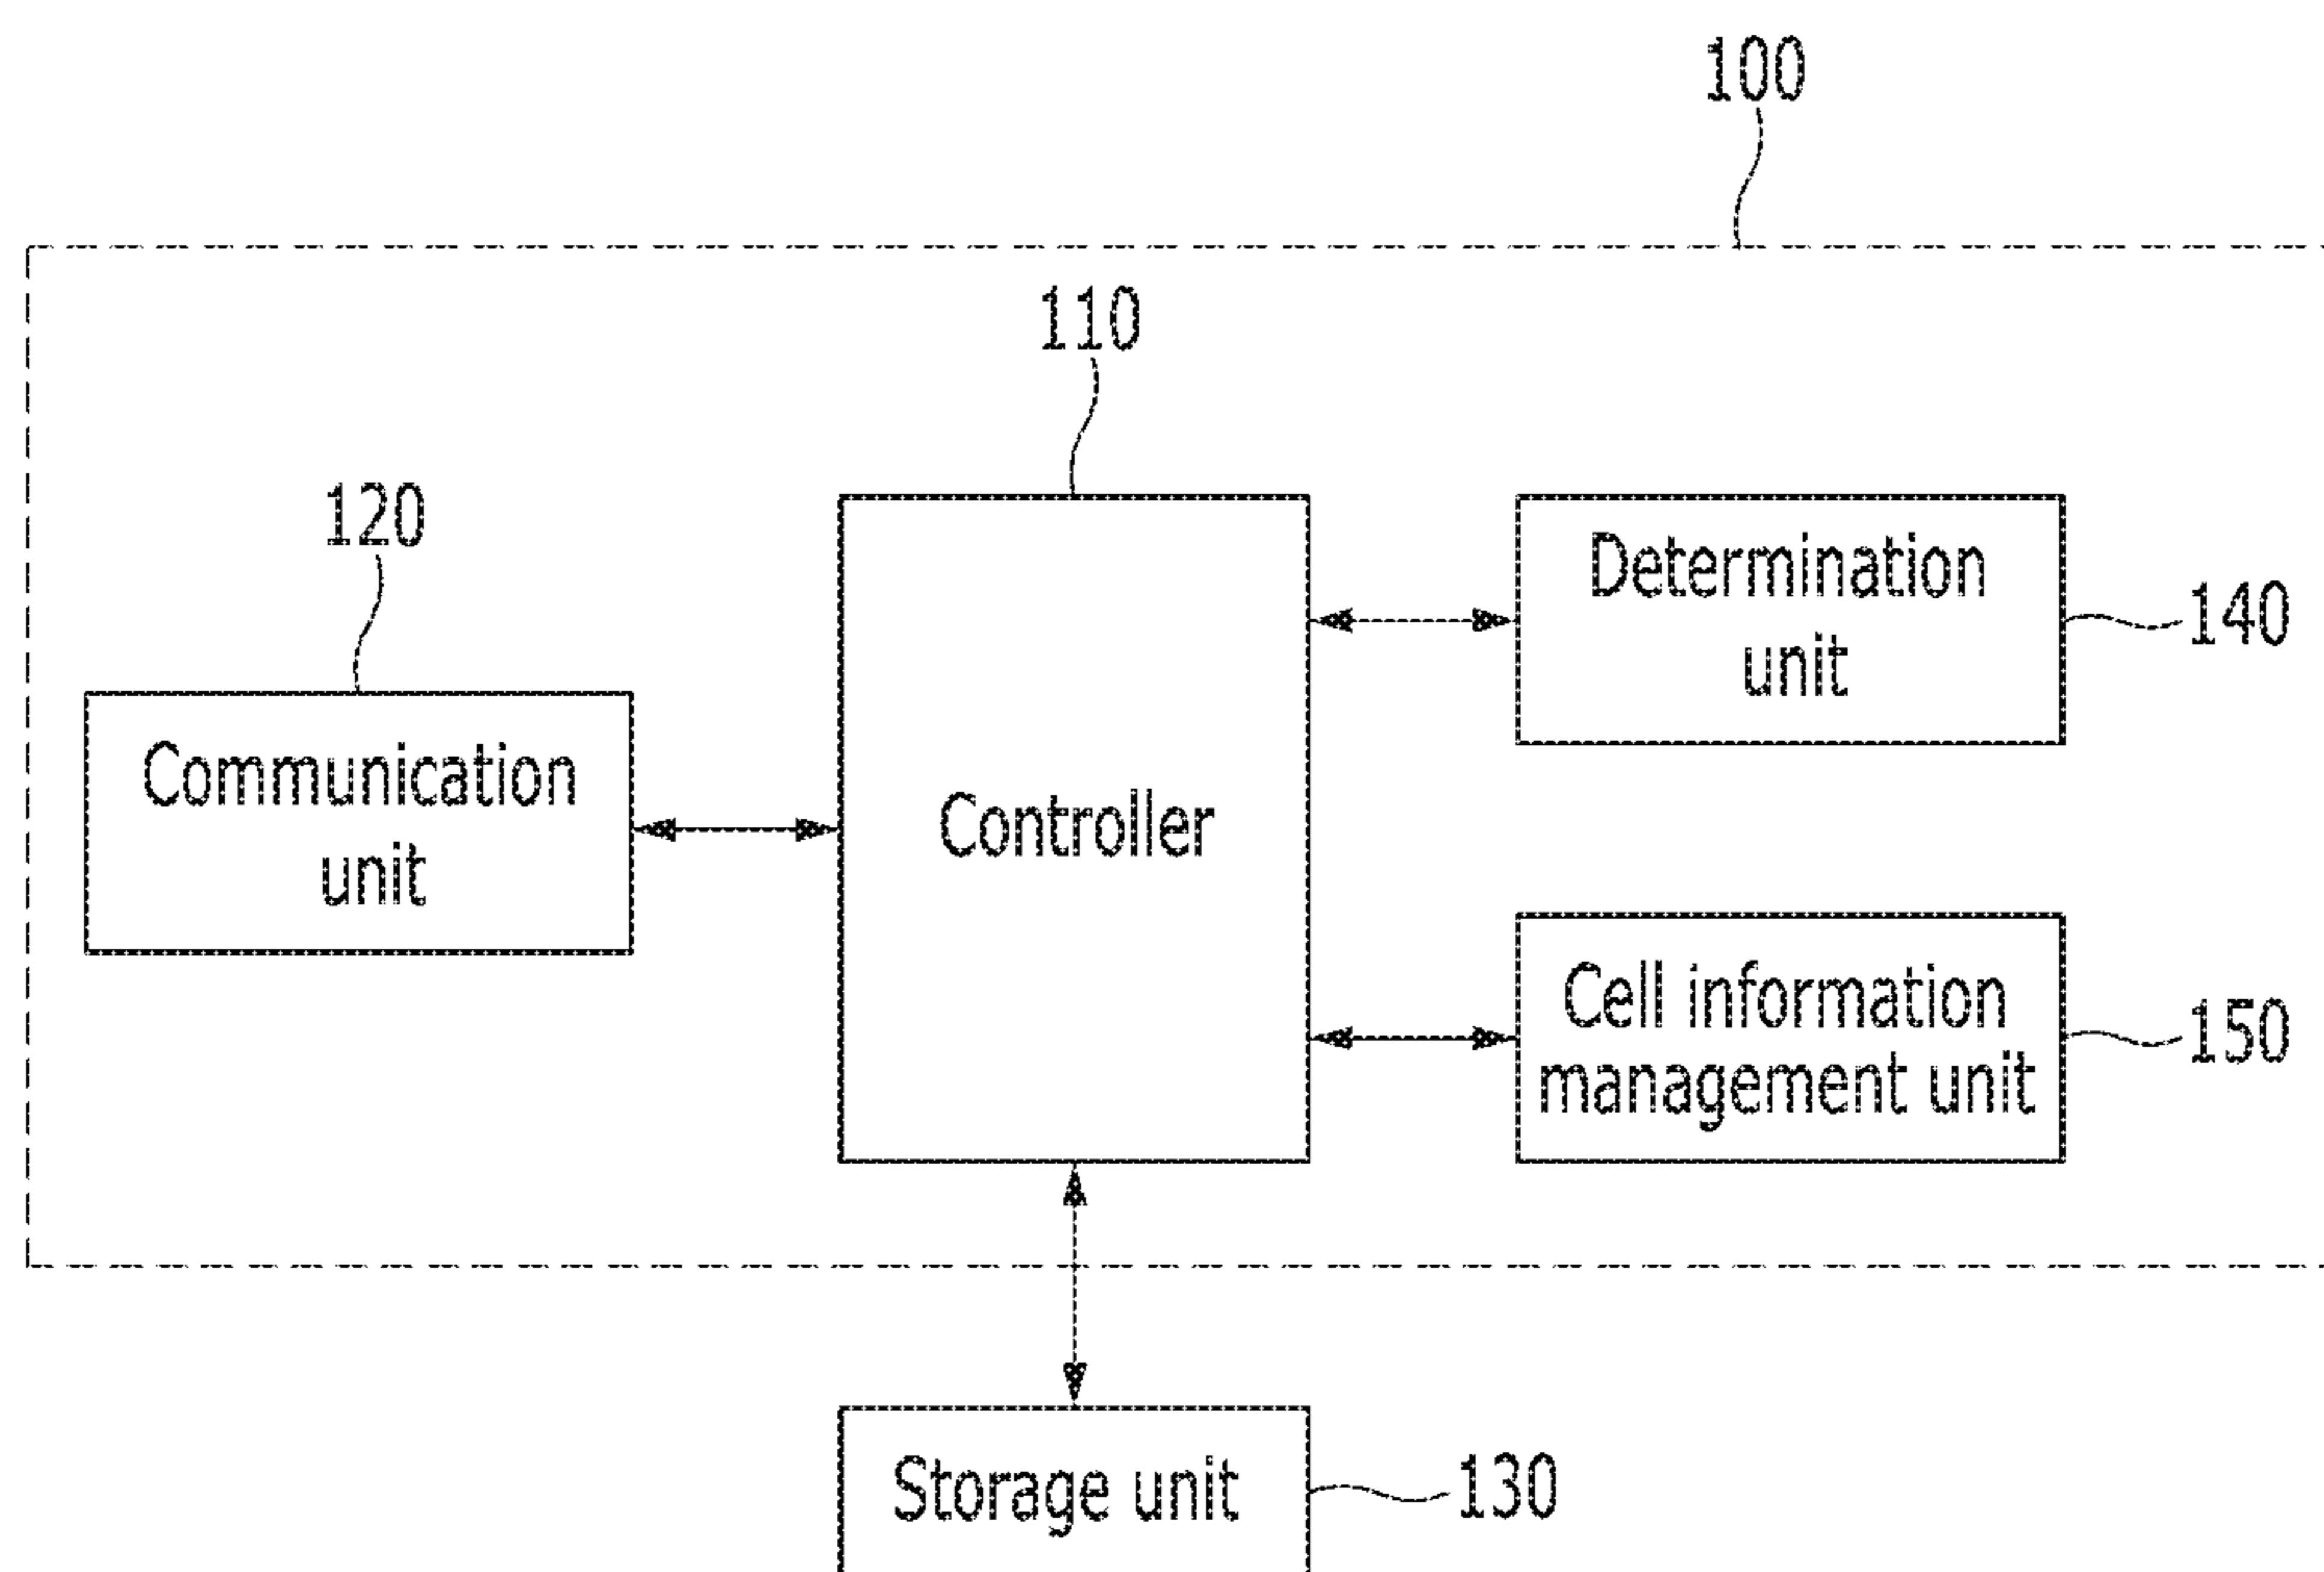 100
110
120
Determination
unit
140
Communication
unit
Controller
Cell information
management unit
150
Storage unit
130